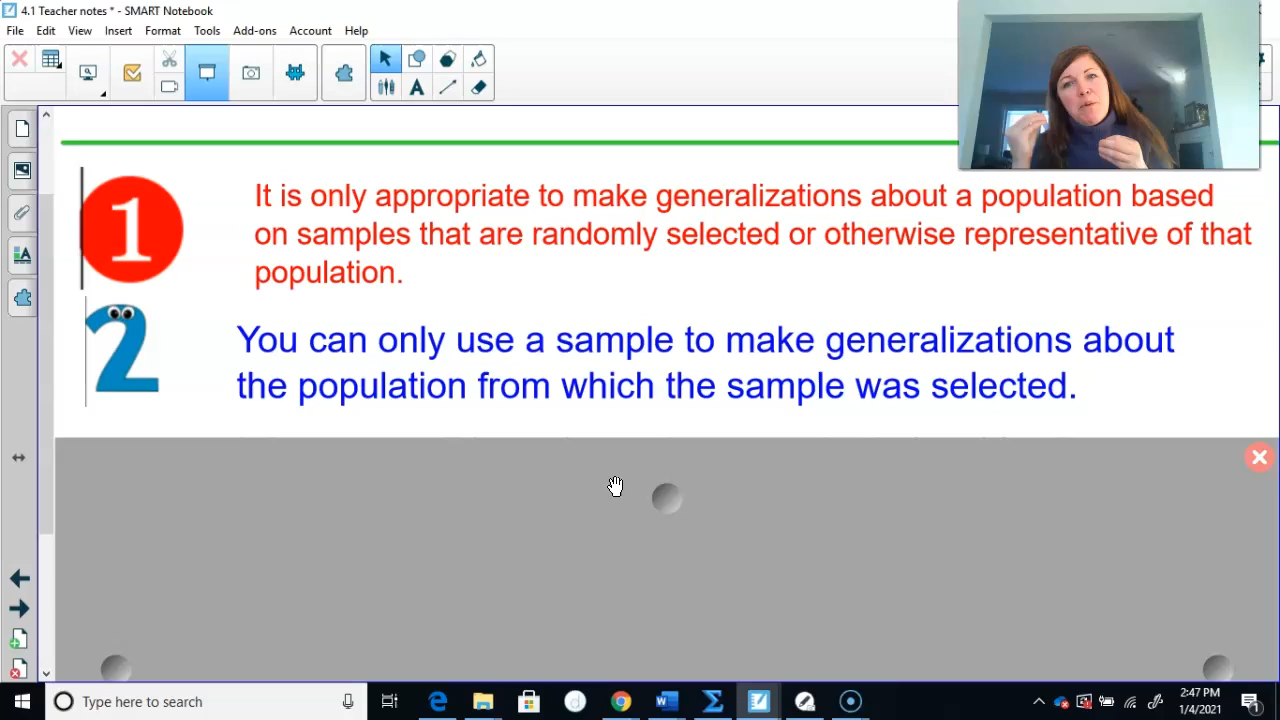 4.1 Teacher notes * - SMART Notebook
File Edit View Insert Format Tools Add-ons Account Help
1
It is only appropriate to make generalizations about a population based
on samples that are randomly selected or otherwise representative of that
population.
2
You can only use a sample to make generalizations about
the population from which the sample was selected.
Type here to search
2:47 PM
1/4/2021